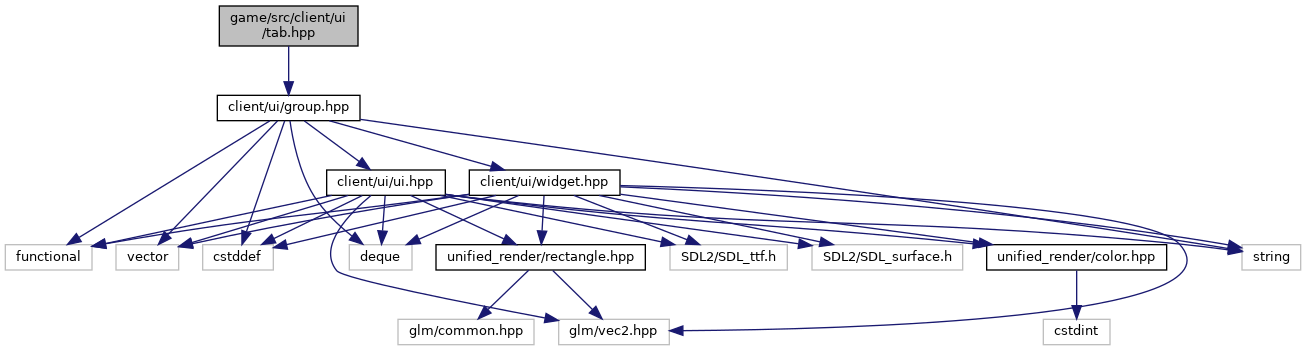 game/src/client/ui
/tab.hpp
client/ui/group.hpp
client/ui/ui.hpp
client/ui/widget.hpp
functional
vector
cstddef
deque
unified_render/rectangle.hpp
SDL2/SDL_ttf.h
SDL2/SDL_surface.h
unified_render/color.hpp
string
glm/common.hpp
glm/vec2.hpp
cstdint